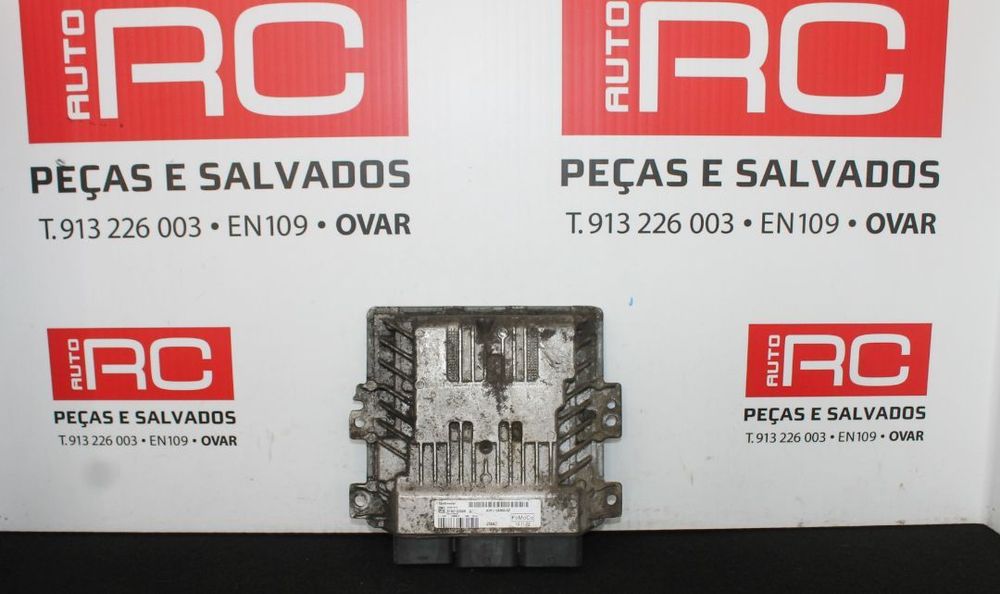 AUTO RC
PEÇAS E SALVADOS
T. 913 226 003 • EN109 • OVAR
AUTO RC
PEÇAS E SALVADOS
T. 913 226 003 • EN109 • OVAR
AUTO RC
PEÇAS E SALVADOS
T. 913 226 003 • EN109 • OVAR
AUTO RC
PEÇAS E SALVADOS
T. 913 226 003 • EN109 • OVAR
FoMoCo